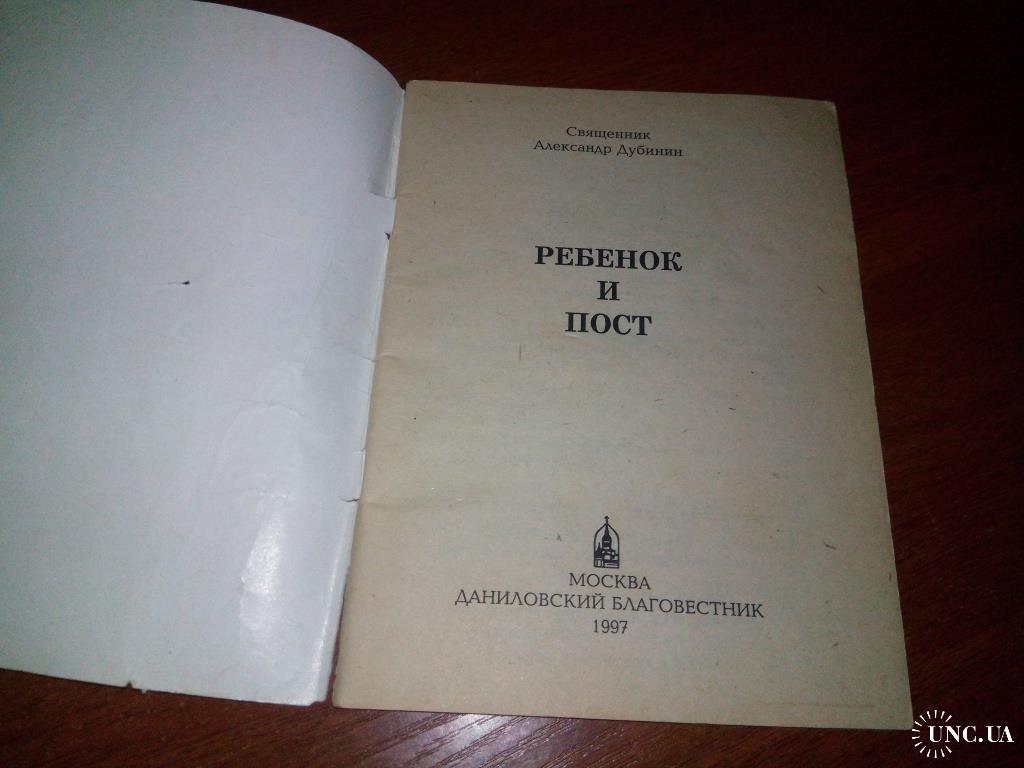 Священник
Александр Дубинин
РЕБЕНОК
И
ПОСТ
МОСКВА
ДАНИЛОВСКИЙ БЛАГОВЕСТНИК
1997
UNC.UA